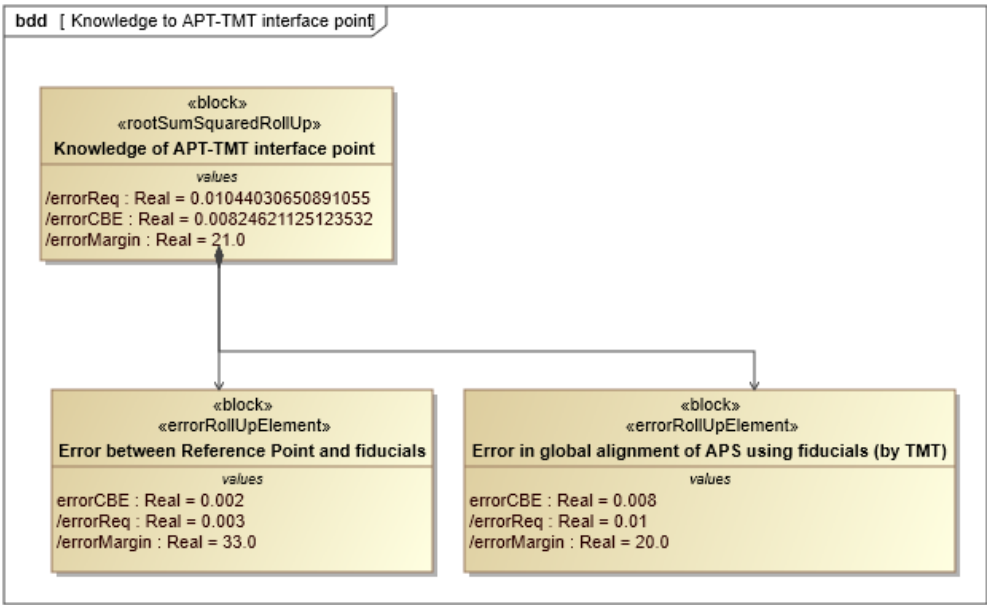 bdd [ Knowledge to APT-TMT interface point]
«block»
«rootSumSquaredRollUp»
Knowledge of APT-TMT interface point
values
/errorReq : Real = 0.01044030650891055
/errorCBE : Real = 0.00824621125123532
/errorMargin : Real = 21.0
«block»
«errorRollUpElement»
Error between Reference Point and fiducials
values
errorCBE : Real = 0.002
/errorReq : Real = 0.003
/errorMargin : Real = 33.0
«block»
«errorRollUpElement»
Error in global alignment of APS using fiducials (by TMT)
values
errorCBE : Real = 0.008
/errorReq : Real = 0.01
/errorMargin : Real = 20.0